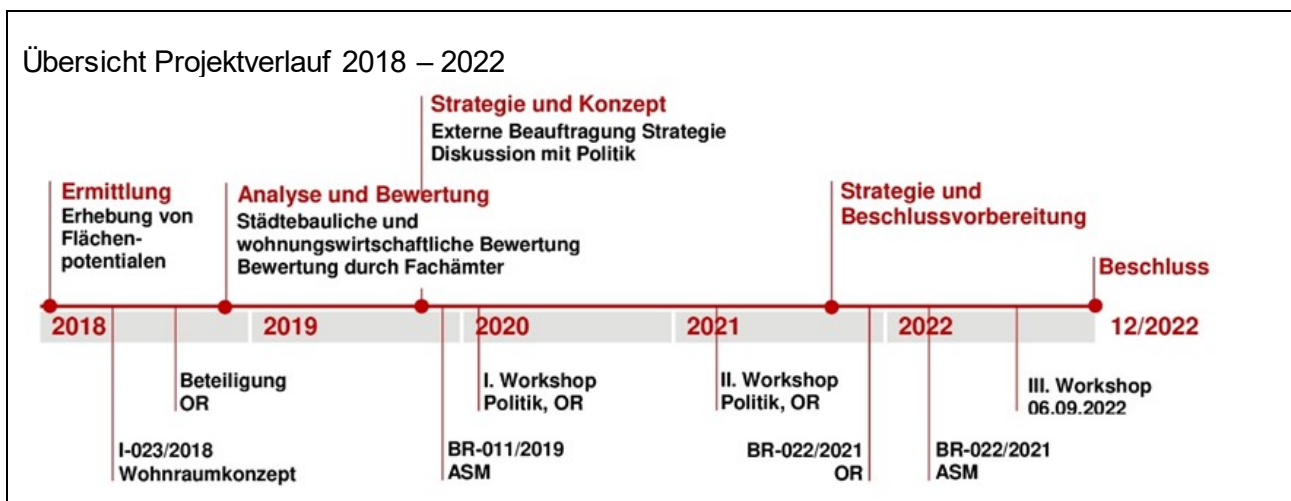 Übersicht Projektverlauf 2018 – 2022
Strategie und Konzept
Externe Beauftragung Strategie
Diskussion mit Politik
Ermittlung
Erhebung von
Flächen-
potentialen
Analyse und Bewertung
Städtebauliche und
wohnungswirtschaftliche Bewertung
Bewertung durch Fachämter
Strategie und
Beschlussvorbereitung
Beschluss
2018
2019
2020
2021
2022
12/2022
Beteiligung
OR
I. Workshop
Politik, OR
II. Workshop
Politik, OR
III. Workshop
06.09.2022
I-023/2018
Wohnraumkonzept
BR-011/2019
ASM
BR-022/2021
OR
BR-022/2021
ASM